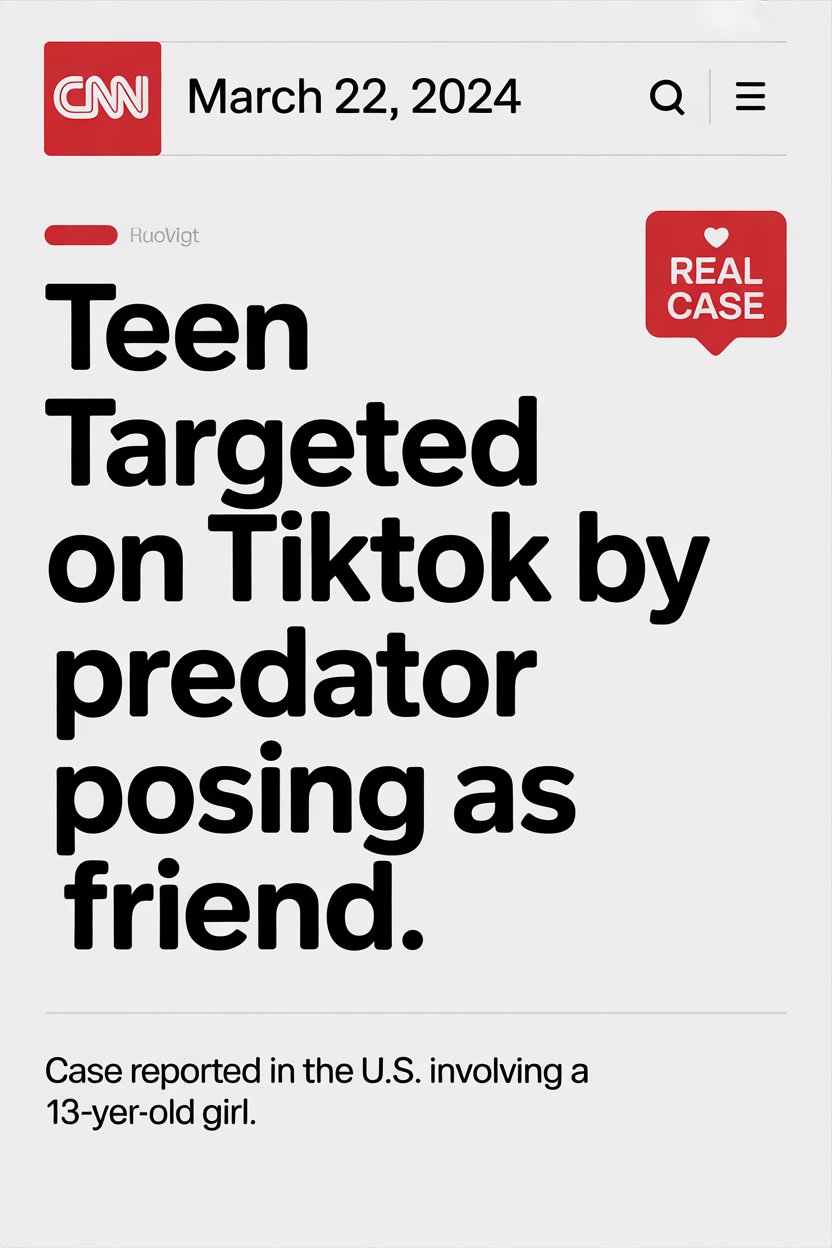 CNN
March 22, 2024
RuoVigt
REAL
CASE
Teen
Targeted
on Tiktok by
predator
posing as
friend.
Case reported in the U.S. involving a
13-yer-old girl.